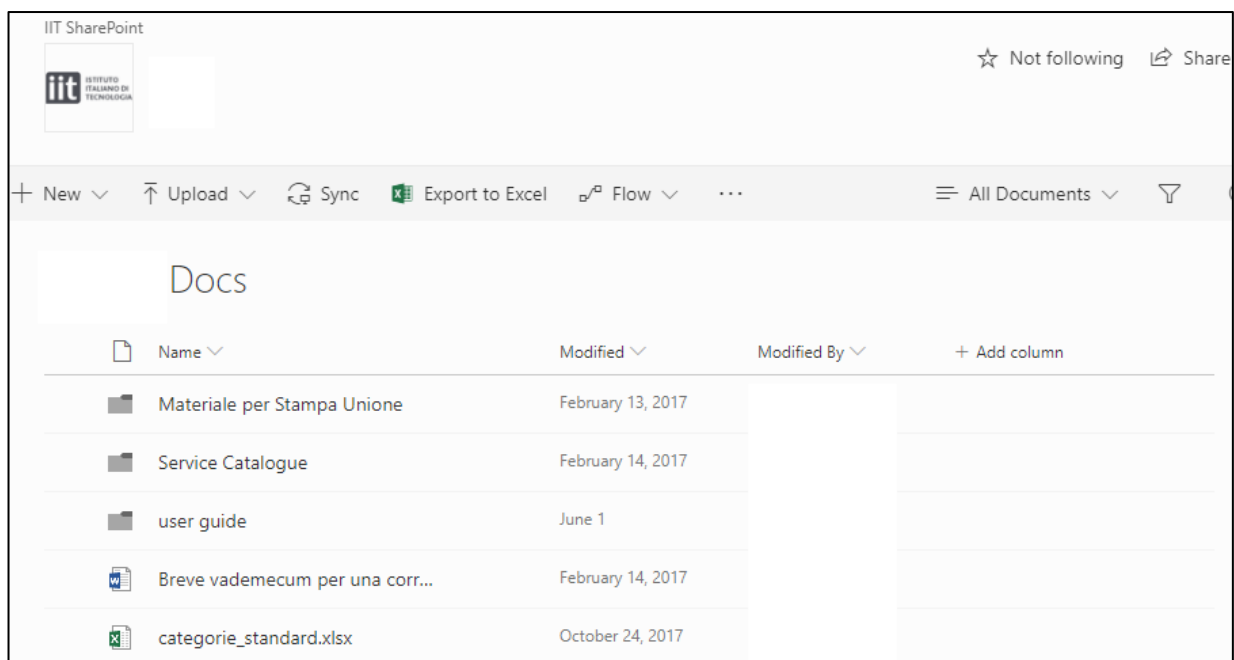 IIT SharePoint
iit ISTITUTO
ITALIANO DI
TECNOLOGIA
Not following Share
+ New Upload Sync Export to Excel Flow ... All Documents
Docs
Name Modified Modified By + Add column
Materiale per Stampa Unione February 13, 2017
Service Catalogue February 14, 2017
user guide June 1
Breve vademecum per una corr... February 14, 2017
categorie_standard.xlsx October 24, 2017